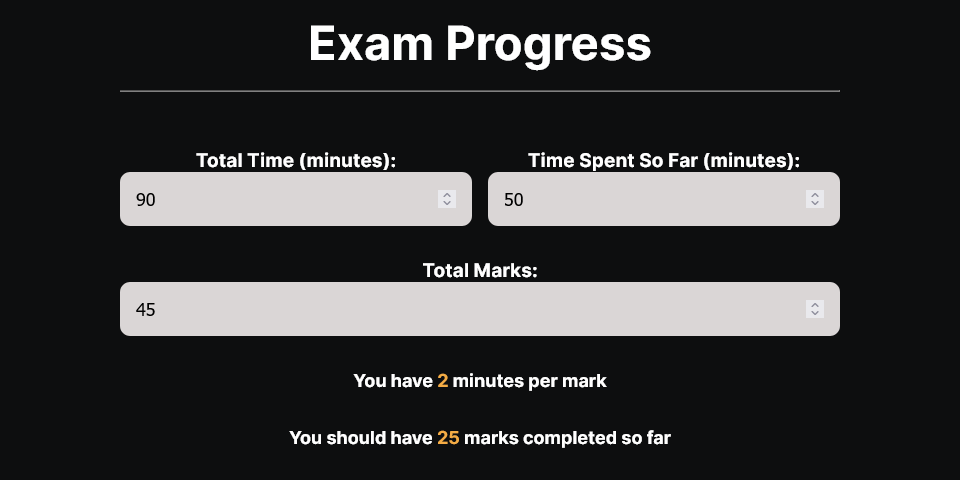 Exam Progress
Total Time (minutes): Time Spent So Far (minutes):
90 50
Total Marks:
45
You have 2 minutes per mark
You should have 25 marks completed so far